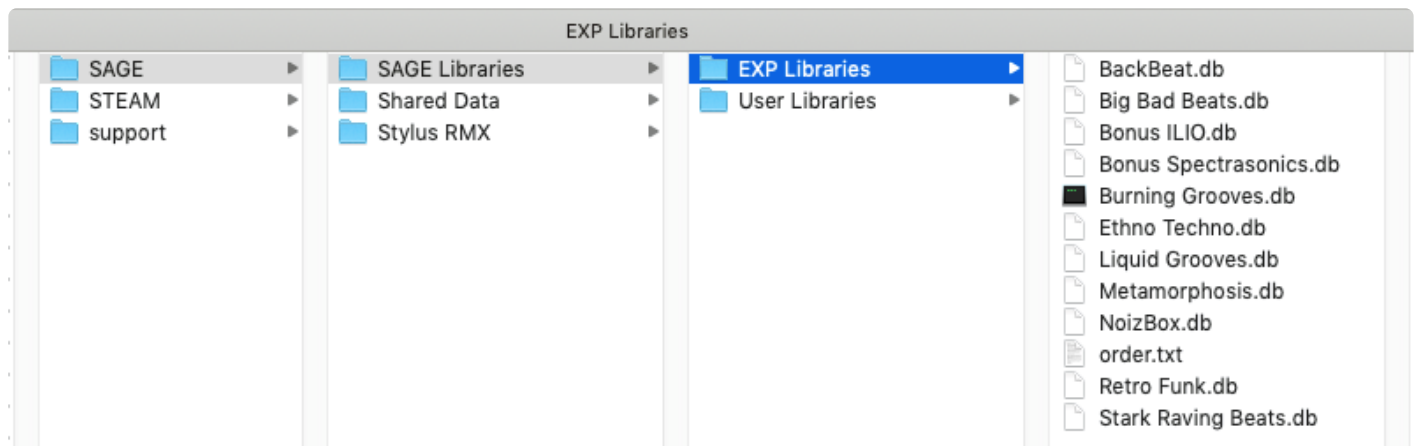 EXP Libraries
SAGE
STEAM
support
SAGE Libraries
Shared Data
Stylus RMX
EXP Libraries
User Libraries
BackBeat.db
Big Bad Beats.db
Bonus ILIO.db
Bonus Spectrasonics.db
Burning Grooves.db
Ethno Techno.db
Liquid Grooves.db
Metamorphosis.db
NoizBox.db
order.txt
Retro Funk.db
Stark Raving Beats.db